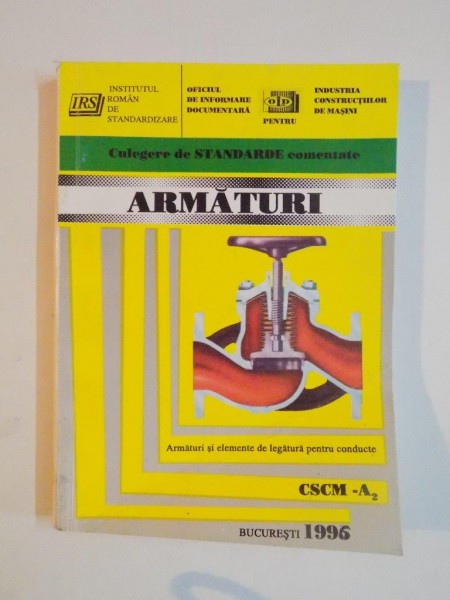 IRS
INSTITUTUL
ROMÂN
DE
STANDARDIZARE
OFICIUL
DE INFORMARE
DOCUMENTARĂ
OID
PENTRU
INDUSTRIA
CONSTRUCȚIILOR
DE MAȘINI
Culegere de STANDARDE comentate
ARMĂTURI
Armături și elemente de legătură pentru conducte
CSCM -A₂
BUCUREȘTI 1996